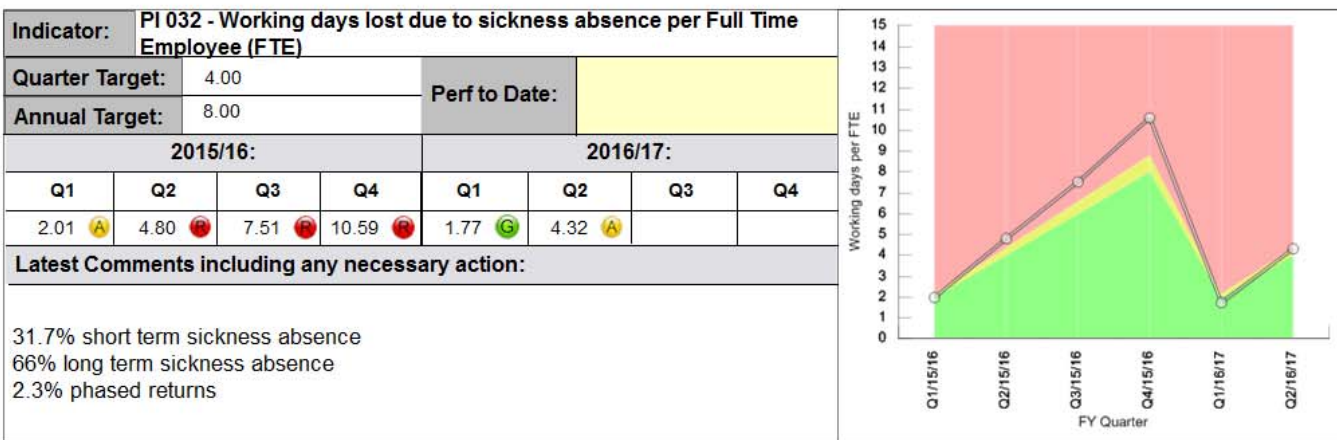 Indicator:
PI 032 - Working days lost due to sickness absence per Full Time
Employee (FTE)
Quarter Target:
4.00
Perf to Date:
Annual Target:
8.00
2015/16:
2016/17:
Q1 Q2 Q3 Q4 Q1 Q2 Q3 Q4
2.01 A 4.80 R 7.51 R 10.59 R 1.77 G 4.32 A
Latest Comments including any necessary action:
31.7% short term sickness absence
66% long term sickness absence
2.3% phased returns
Working days per FTE
15
14
13
12
11
10
9
8
7
6
5
4
3
2
1
0
Q1/15/16
Q2/15/16
Q3/15/16
Q4/15/16
Q1/16/17
Q2/16/17
FY Quarter